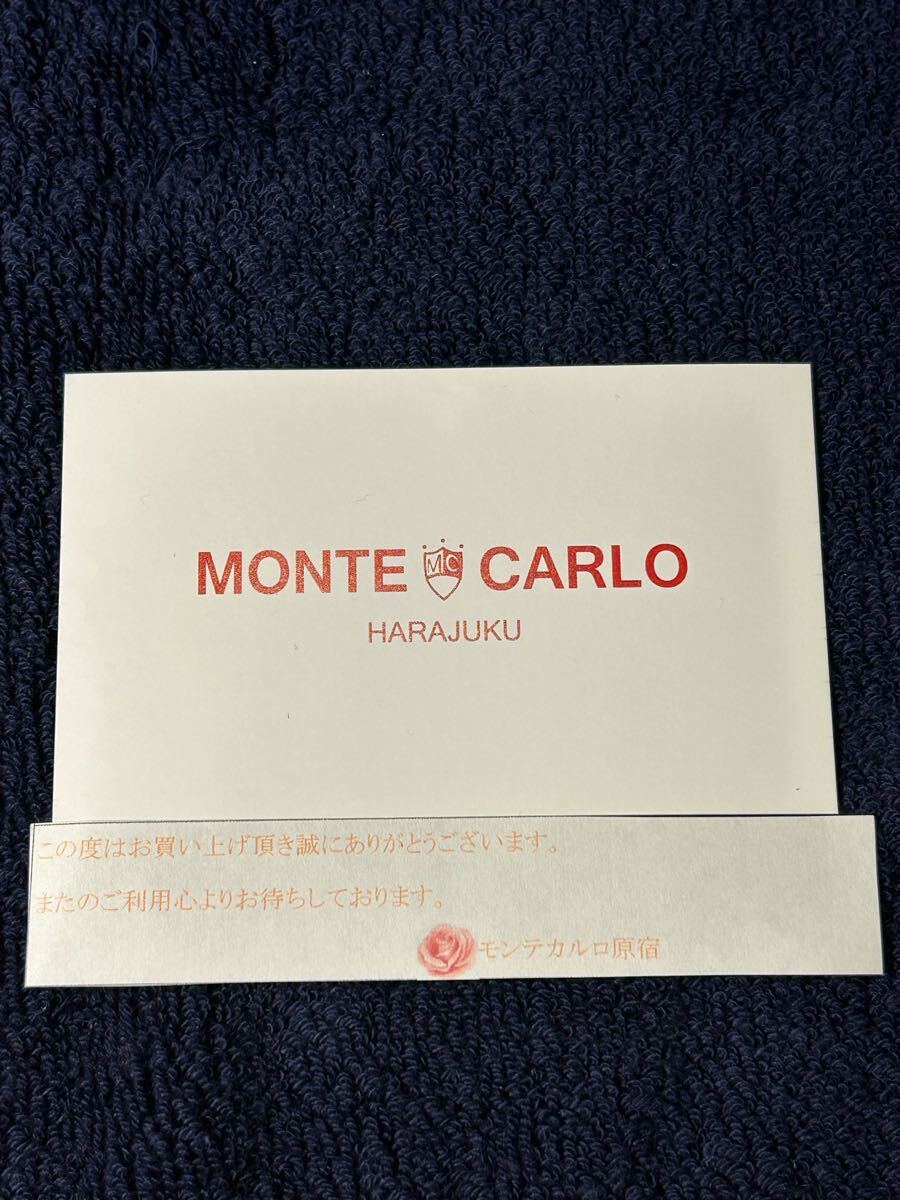 MONTE MC CARLO
HARAJUKU
この度はお買い上げ頂き誠にありがとうございます。
またのご利用心よりお待ちしております。
モンテカルロ原宿